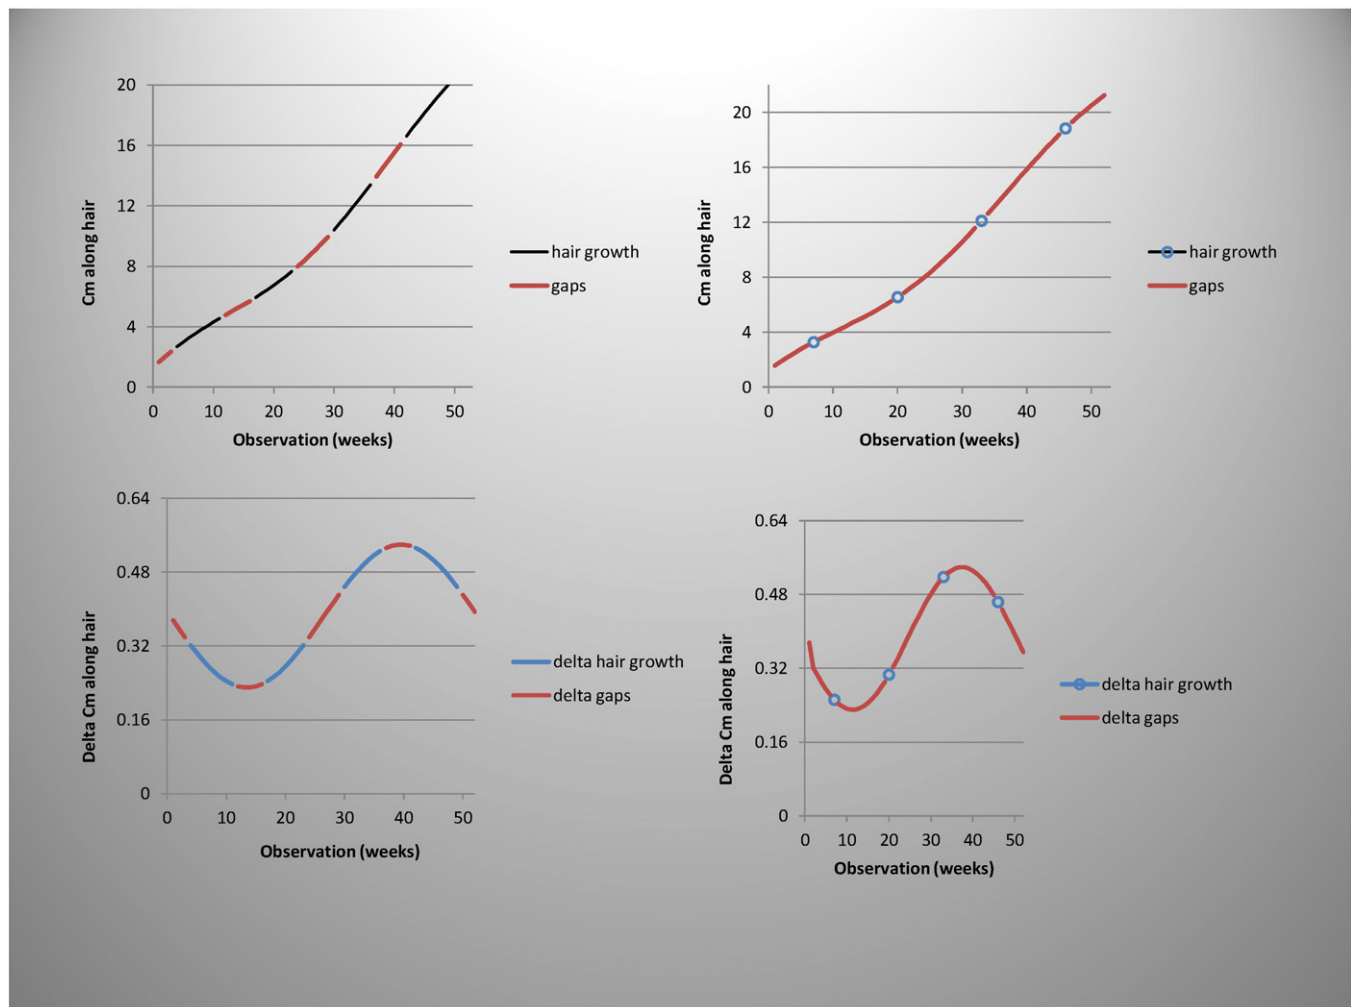 20
16
12
8
4
0
Cm along hair
0 10 20 30 40 50
Observation (weeks)
hair growth
gaps
20
16
12
8
4
0
Cm along hair
0 10 20 30 40 50
Observation (weeks)
hair growth
gaps
0.64
0.48
0.32
0.16
0
Delta Cm along hair
0 10 20 30 40 50
Observation (weeks)
delta hair growth
delta gaps
0.64
0.48
0.32
0.16
0
Delta Cm along hair
0 10 20 30 40 50
Observation (weeks)
delta hair growth
delta gaps